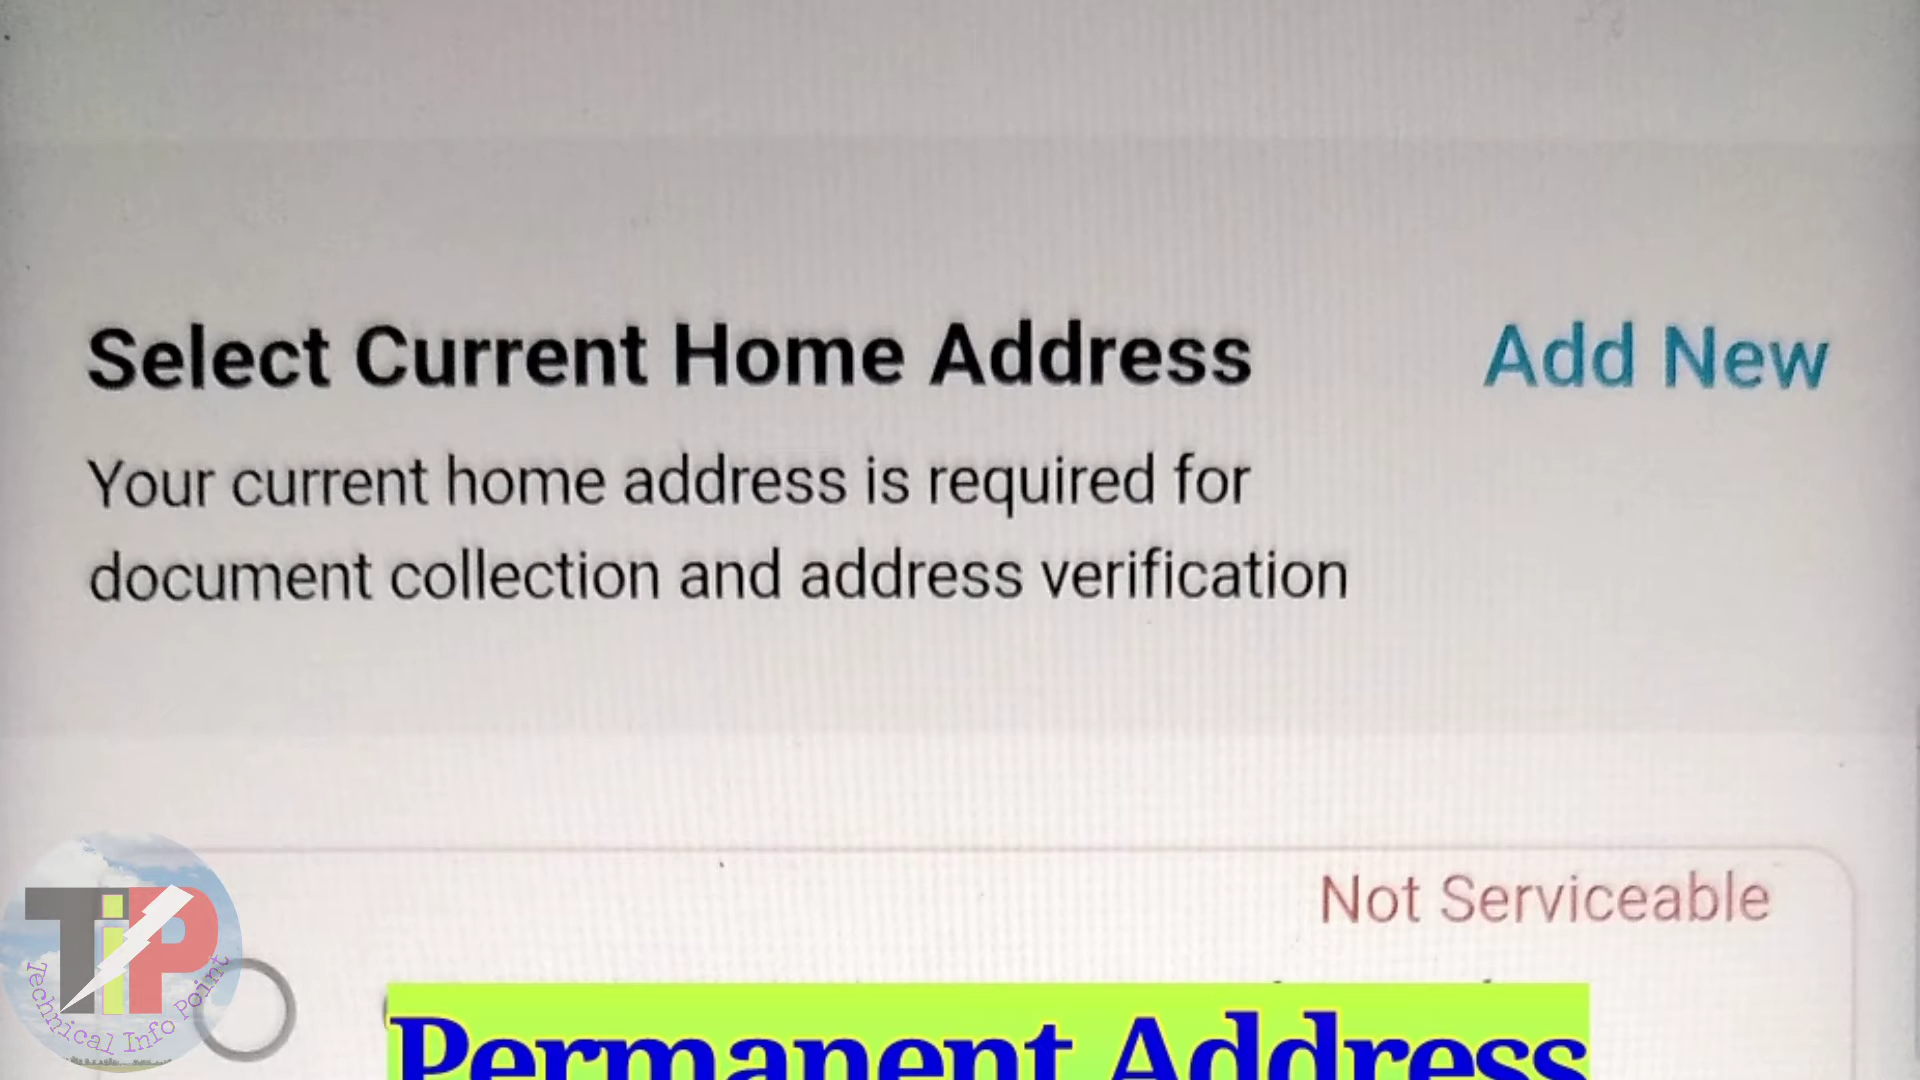 Select Current Home Address
Add New
Your current home address is required for
document collection and address verification
Not Serviceable
TiP
Technical Info Point
Permanent Address